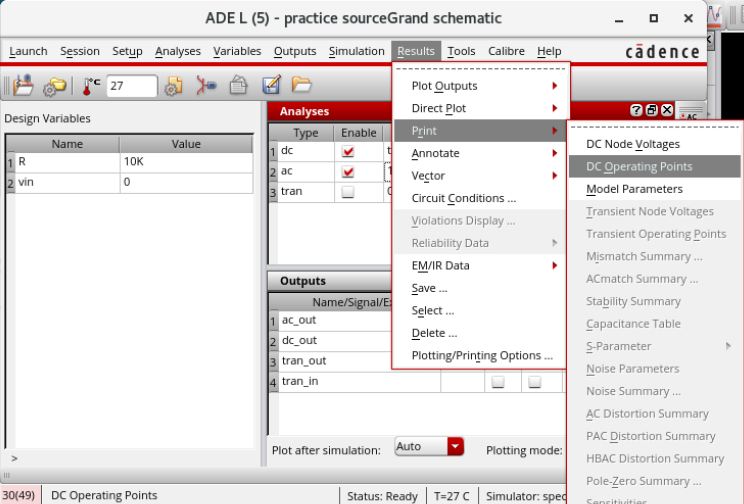 ADE L (5) - practice sourceGrand schematic
Launch Session Setup Analyses Variables Outputs Simulation Results Tools Calibre Help cādence
°C 27
AC
Design Variables
Name Value
1 R 10K
2 vin 0
Analyses
Type Enable
1 dc t
2 ac 1
3 tran 0
Outputs
Name/Signal/Ex
1 ac_out
2 dc_out
3 tran_out
4 tran_in
Plot after simulation: Auto Plotting mode:
>
Plot Outputs
Direct Plot
Print
Annotate
Vector
Circuit Conditions ...
Violations Display ...
Reliability Data
EM/IR Data
Save ...
Select ...
Delete ...
Plotting/Printing Options ...
DC Node Voltages
DC Operating Points
Model Parameters
Transient Node Voltages
Transient Operating Points
Mismatch Summary ...
ACmatch Summary ...
Stability Summary
Capacitance Table
S-Parameter
Noise Parameters
Noise Summary ...
AC Distortion Summary
PAC Distortion Summary
HBAC Distortion Summary
Pole-Zero Summary ...
Sensitivities
30(49) DC Operating Points Status: Ready T=27 C Simulator: spec